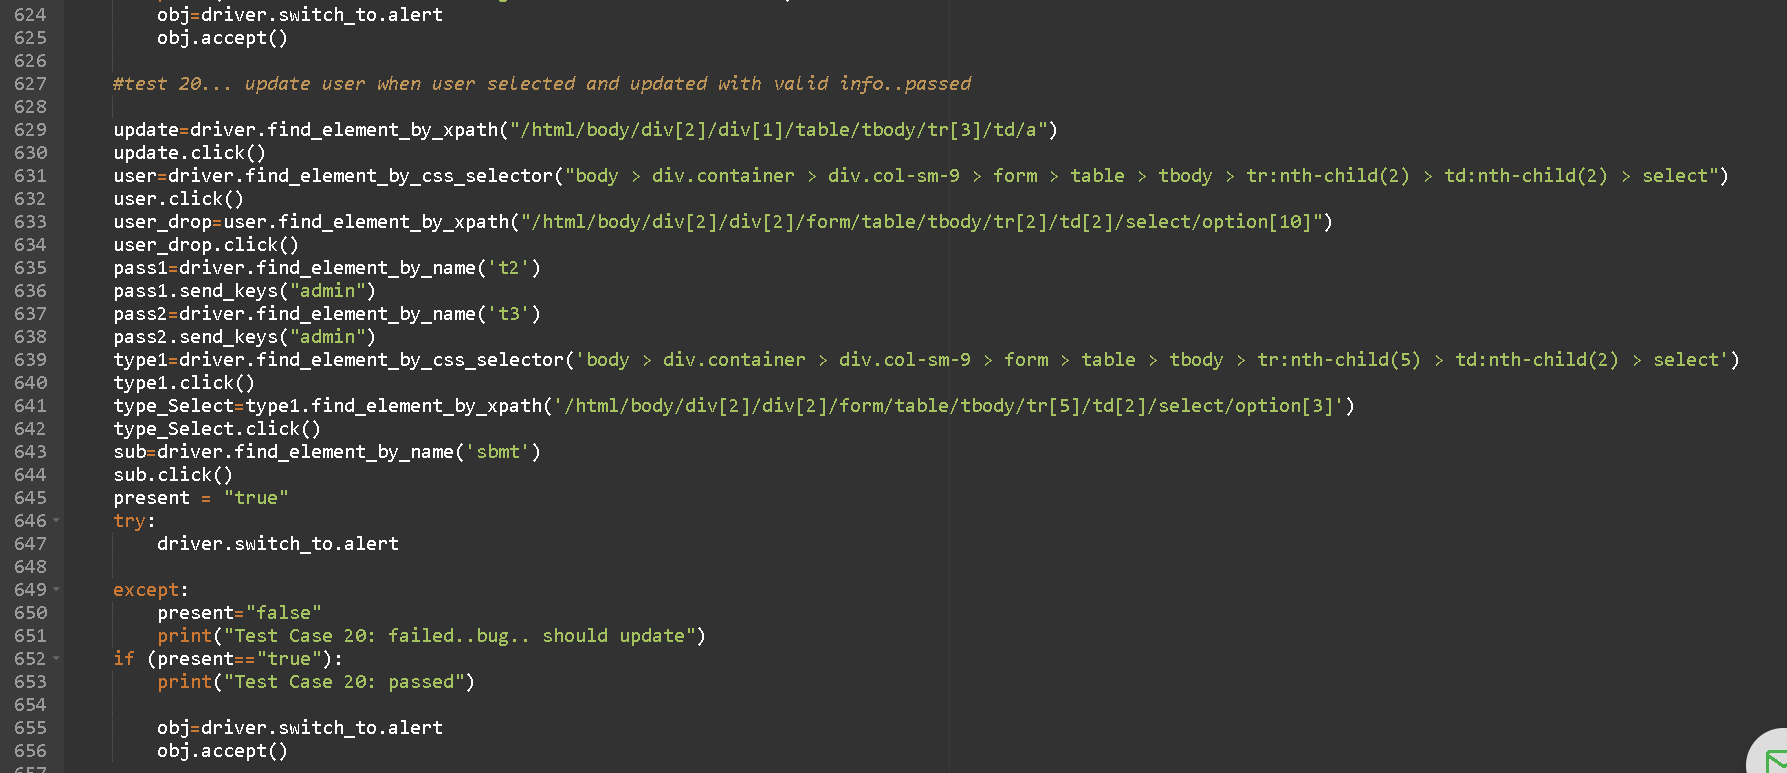 624 obj=driver.switch_to.alert
625 obj.accept()
626
627 #test 20... update user when user selected and updated with valid info..passed
628
629 update=driver.find_element_by_xpath("/html/body/div[2]/div[1]/table/tbody/tr[3]/td/a")
630 update.click()
631 user=driver.find_element_by_css_selector("body > div.container > div.col-sm-9 > form > table > tbody > tr:nth-child(2) > td:nth-child(2) > select")
632 user.click()
633 user_drop=user.find_element_by_xpath("/html/body/div[2]/div[2]/form/table/tbody/tr[2]/td[2]/select/option[10]")
634 user_drop.click()
635 pass1=driver.find_element_by_name('t2')
636 pass1.send_keys("admin")
637 pass2=driver.find_element_by_name('t3')
638 pass2.send_keys("admin")
639 type1=driver.find_element_by_css_selector('body > div.container > div.col-sm-9 > form > table > tbody > tr:nth-child(5) > td:nth-child(2) > select')
640 type1.click()
641 type_Select=type1.find_element_by_xpath('/html/body/div[2]/div[2]/form/table/tbody/tr[5]/td[2]/select/option[3]')
642 type_Select.click()
643 sub=driver.find_element_by_name('sbmt')
644 sub.click()
645 present = "true"
646 try:
647 driver.switch_to.alert
648
649 except:
650 present="false"
651 print("Test Case 20: failed..bug.. should update")
652 if (present=="true"):
653 print("Test Case 20: passed")
654
655 obj=driver.switch_to.alert
656 obj.accept()